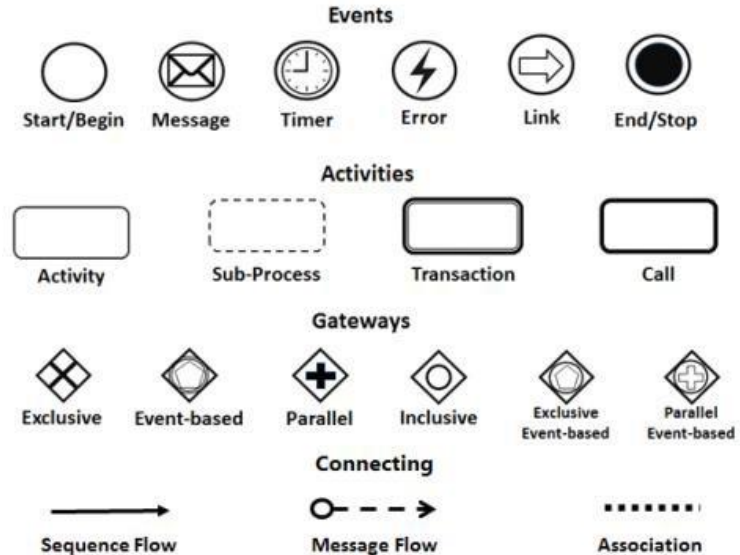 Events
Start/Begin Message Timer Error Link End/Stop
Activities
Activity Sub-Process Transaction Call
Gateways
Exclusive Event-based Parallel Inclusive Exclusive Event-based Parallel Event-based
Connecting
Sequence Flow Message Flow Association